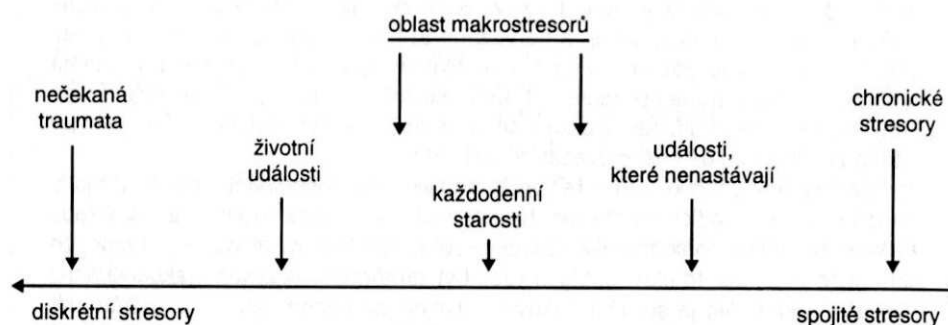 oblast makrostresorů
nečekaná
traumata
chronické
stresory
životní
události
události,
které nenastávají
každodenní
starosti
diskrétní stresory
spojité stresory